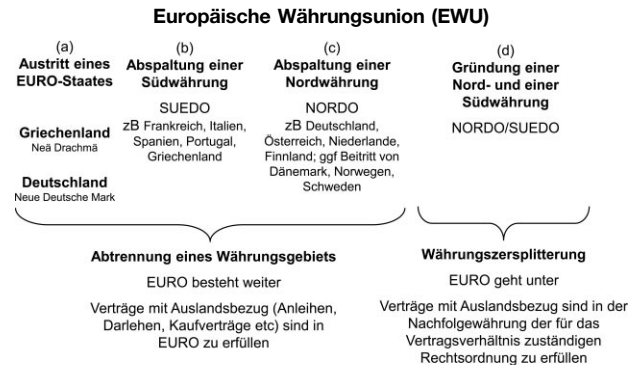 Europäische Währungsunion (EWU)
(a)
Austritt eines
EURO-Staates
Griechenland
Neä Drachmä
Deutschland
Neue Deutsche Mark
(b)
Abspaltung einer
Südwährung
SUEDO
zB Frankreich, Italien,
Spanien, Portugal,
Griechenland
(c)
Abspaltung einer
Nordwährung
NORDO
zB Deutschland,
Österreich, Niederlande,
Finnland; ggf Beitritt von
Dänemark, Norwegen,
Schweden
(d)
Gründung einer
Nord- und einer
Südwährung
NORDO/SUEDO
Abtrennung eines Währungsgebiets
EURO besteht weiter
Verträge mit Auslandsbezug (Anleihen,
Darlehen, Kaufverträge etc) sind in
EURO zu erfüllen
Währungszersplitterung
EURO geht unter
Verträge mit Auslandsbezug sind in der
Nachfolgewährung der für das
Vertragsverhältnis zuständigen
Rechtsordnung zu erfüllen